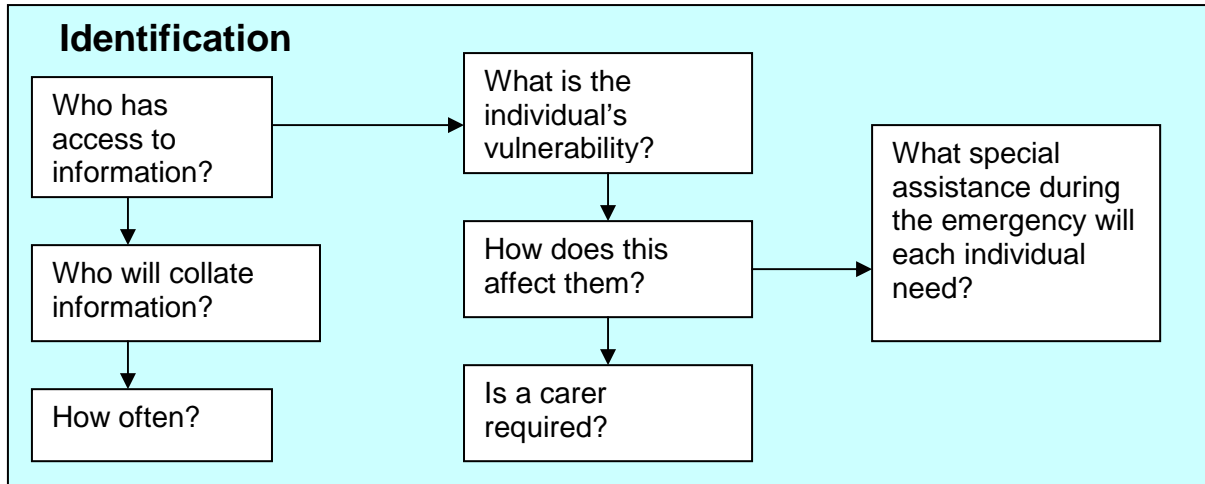 Identification
Who has
access to
information?
Who will collate
information?
How often?
What is the
individual’s
vulnerability?
How does this
affect them?
Is a carer
required?
What special
assistance during
the emergency will
each individual
need?